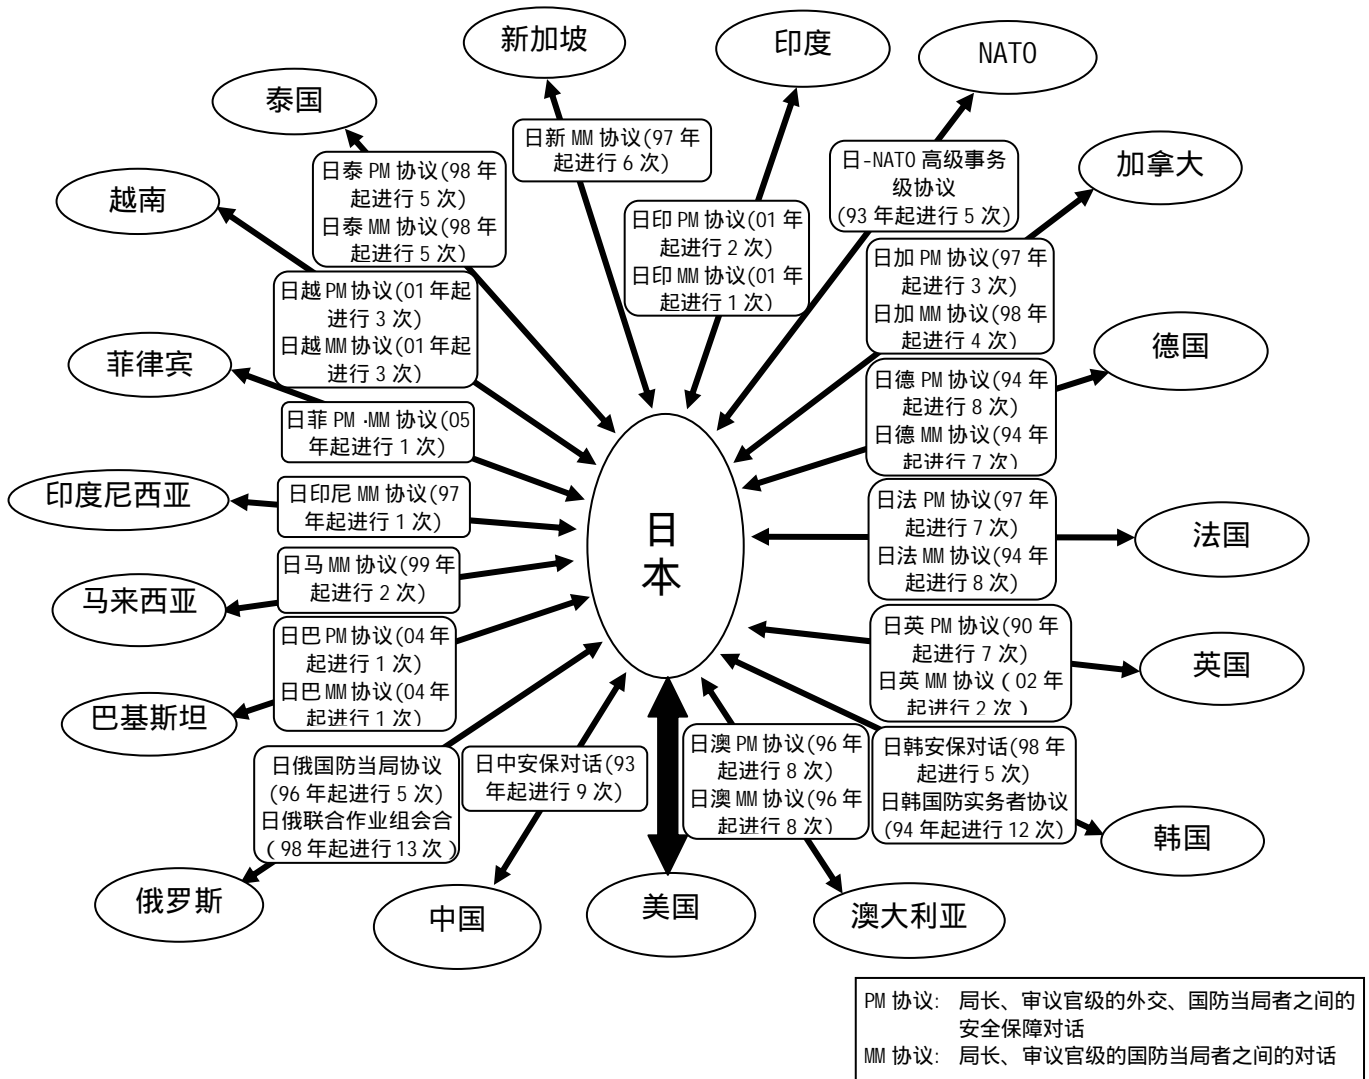 新加坡
印度
NATO
泰国
加拿大
越南
日新 MM 协议(97 年
起进行 6 次)
日-NATO 高级事务
级协议
(93 年起进行 5 次)
日泰 PM 协议(98 年
起进行 5 次)
日泰 MM 协议(98 年
起进行 5 次)
日印 PM 协议(01 年
起进行 2 次)
日印 MM 协议(01 年
起进行 1 次)
日加 PM 协议(97 年
起进行 3 次)
日加 MM 协议(98 年
起进行 4 次)
日越 PM 协议(01 年起
进行 3 次)
日越 MM 协议(01 年起
进行 3 次)
德国
菲律宾
日德 PM 协议(94 年
起进行 8 次)
日德 MM 协议(94 年
起进行 7 次)
日菲 PM·MM 协议(05
年起进行 1 次)
印度尼西亚
日印尼 MM 协议(97
年起进行 1 次)
日
本
日法 PM 协议(97 年
起进行 7 次)
日法 MM 协议(94 年
起进行 8 次)
法国
马来西亚
日马 MM 协议(99 年
起进行 2 次)
日巴 PM 协议(04 年
起进行 1 次)
日巴 MM 协议(04 年
起进行 1 次)
日英 PM 协议(90 年
起进行 7 次)
日英 MM 协议(02 年
起进行 2 次)
英国
巴基斯坦
日俄国防当局协议
(96 年起进行 5 次)
日俄联合作业组会合
(98 年起进行 13 次)
日中安保对话(93
年起进行 9 次)
日澳 PM 协议(96 年
起进行 8 次)
日澳 MM 协议(96 年
起进行 8 次)
日韩安保对话(98 年
起进行 5 次)
日韩国防实务者协议
(94 年起进行 12 次)
韩国
俄罗斯
中国
美国
澳大利亚
PM 协议: 局长、审议官级的外交、国防当局者之间的
安全保障对话
MM 协议: 局长、审议官级的国防当局者之间的对话